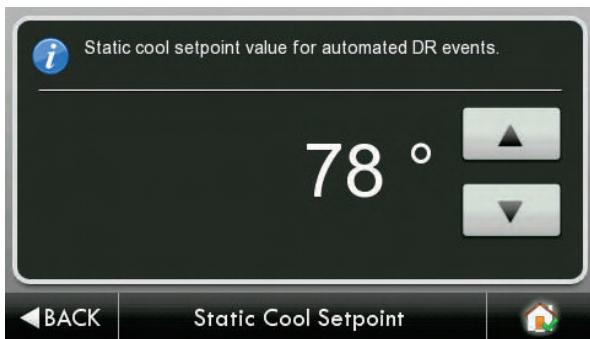 Static cool setpoint value for automated DR events.
78 °
BACK
Static Cool Setpoint